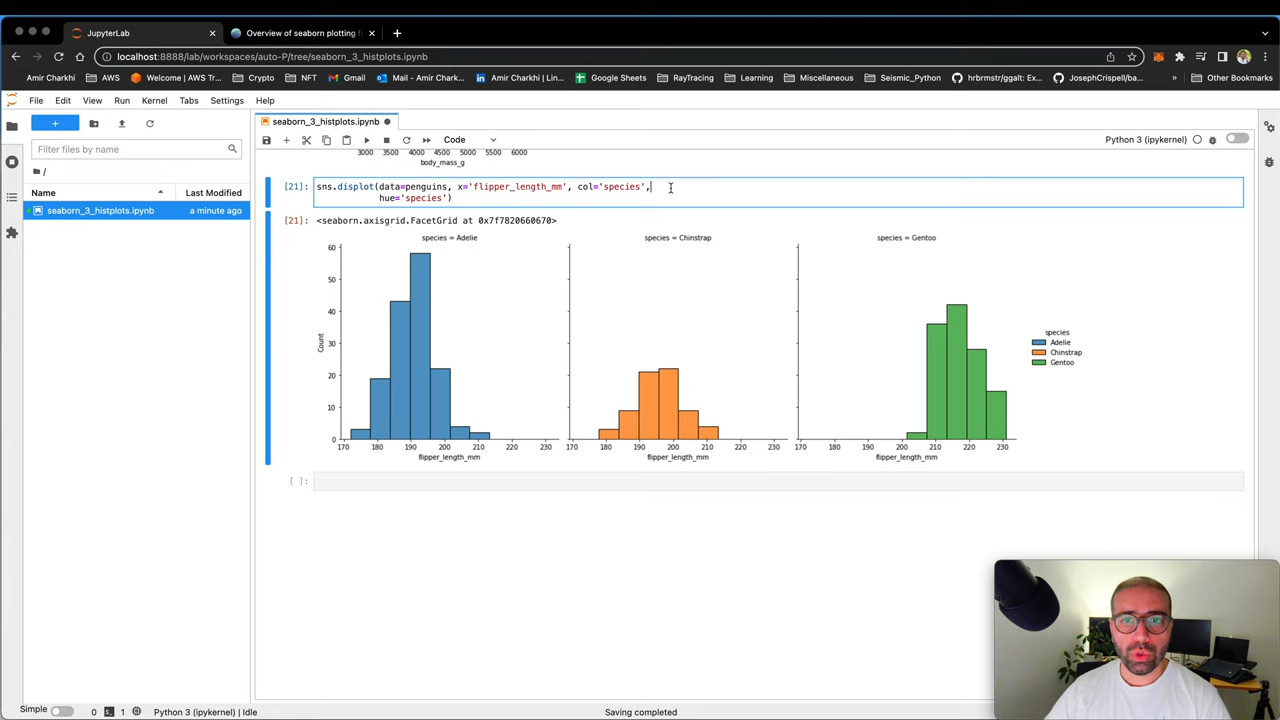 JupyterLab
Overview of seaborn plotting f
localhost:8888/lab/workspaces/auto-P/tree/seaborn_3_histplots.ipynb
Amir Charkhi
AWS
Welcome | AWS Tr...
Crypto
NFT
Gmail
Mail - Amir Charkhi...
Amir Charkhi | Lin...
Google Sheets
RayTracing
Learning
Miscellaneous
Seismic_Python
hrbrmstr/ggalt: Ex...
JosephCrispell/ba...
»
Other Bookmarks
File
Edit
View
Run
Kernel
Tabs
Settings
Help
seaborn_3_histplots.ipynb
Filter files by name
/
Name
Last Modified
seaborn_3_histplots.ipynb
a minute ago
Code
Python 3 (ipykernel)
3000 3500 4000 4500 5000 5500 6000
body_mass_g
[21]:
sns.displot(data=penguins, x='flipper_length_mm', col='species',
hue='species')
[21]:
<seaborn.axisgrid.FacetGrid at 0x7f7820660670>
species = Adelie
species = Chinstrap
species = Gentoo
60
50
40
30
20
10
0
Count
170 180 190 200 210 220 230
flipper_length_mm
170 180 190 200 210 220 230
flipper_length_mm
170 180 190 200 210 220 230
flipper_length_mm
species
Adelie
Chinstrap
Gentoo
[ ]:
Simple
0
1
Python 3 (ipykernel) | Idle
Saving completed